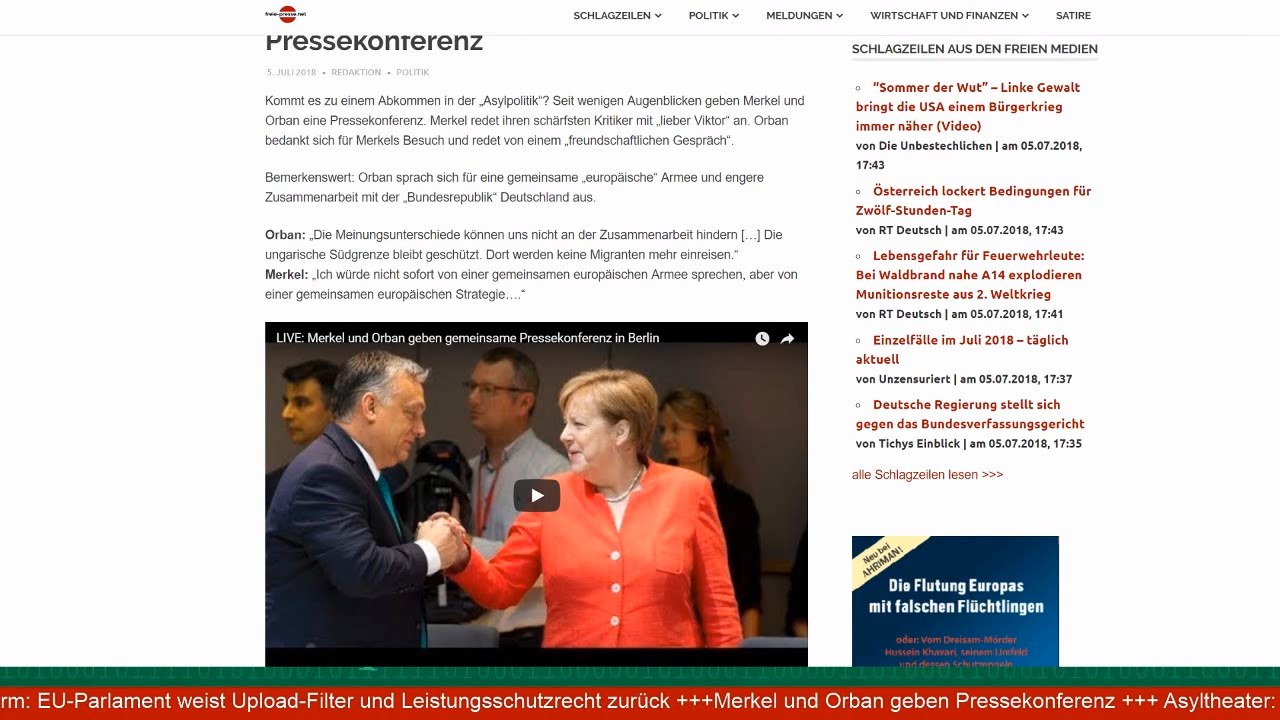 freie-presse.net
SCHLAGZEILEN
POLITIK
MELDUNGEN
WIRTSCHAFT UND FINANZEN
SATIRE
Pressekonferenz
5. JULI 2018 • REDAKTION • POLITIK
Kommt es zu einem Abkommen in der „Asylpolitik“? Seit wenigen Augenblicken geben Merkel und
Orban eine Pressekonferenz. Merkel redet ihren schärfsten Kritiker mit „lieber Viktor“ an. Orban
bedankt sich für Merkels Besuch und redet von einem „freundschaftlichen Gespräch“.
Bemerkenswert: Orban sprach sich für eine gemeinsame „europäische“ Armee und engere
Zusammenarbeit mit der „Bundesrepublik“ Deutschland aus.
Orban: „Die Meinungsunterschiede können uns nicht an der Zusammenarbeit hindern […] Die
ungarische Südgrenze bleibt geschützt. Dort werden keine Migranten mehr einreisen.“
Merkel: „Ich würde nicht sofort von einer gemeinsamen europäischen Armee sprechen, aber von
einer gemeinsamen europäischen Strategie….“
LIVE: Merkel und Orban geben gemeinsame Pressekonferenz in Berlin
SCHLAGZEILEN AUS DEN FREIEN MEDIEN
“Sommer der Wut” – Linke Gewalt
bringt die USA einem Bürgerkrieg
immer näher (Video)
von Die Unbestechlichen | am 05.07.2018,
17:43
Österreich lockert Bedingungen für
Zwölf-Stunden-Tag
von RT Deutsch | am 05.07.2018, 17:43
Lebensgefahr für Feuerwehrleute:
Bei Waldbrand nahe A14 explodieren
Munitionsreste aus 2. Weltkrieg
von RT Deutsch | am 05.07.2018, 17:41
Einzelfälle im Juli 2018 – täglich
aktuell
von Unzensuriert | am 05.07.2018, 17:37
Deutsche Regierung stellt sich
gegen das Bundesverfassungsgericht
von Tichys Einblick | am 05.07.2018, 17:35
alle Schlagzeilen lesen >>>
Neu bei
AHRIMAN!
Die Flutung Europas
mit falschen Flüchtlingen
oder: Vom Dreisam-Mörder
Hussein Khavari, seinem Umfeld
und dessen Schutzengeln
rm: EU-Parlament weist Upload-Filter und Leistungsschutzrecht zurück +++Merkel und Orban geben Pressekonferenz +++ Asyltheater: